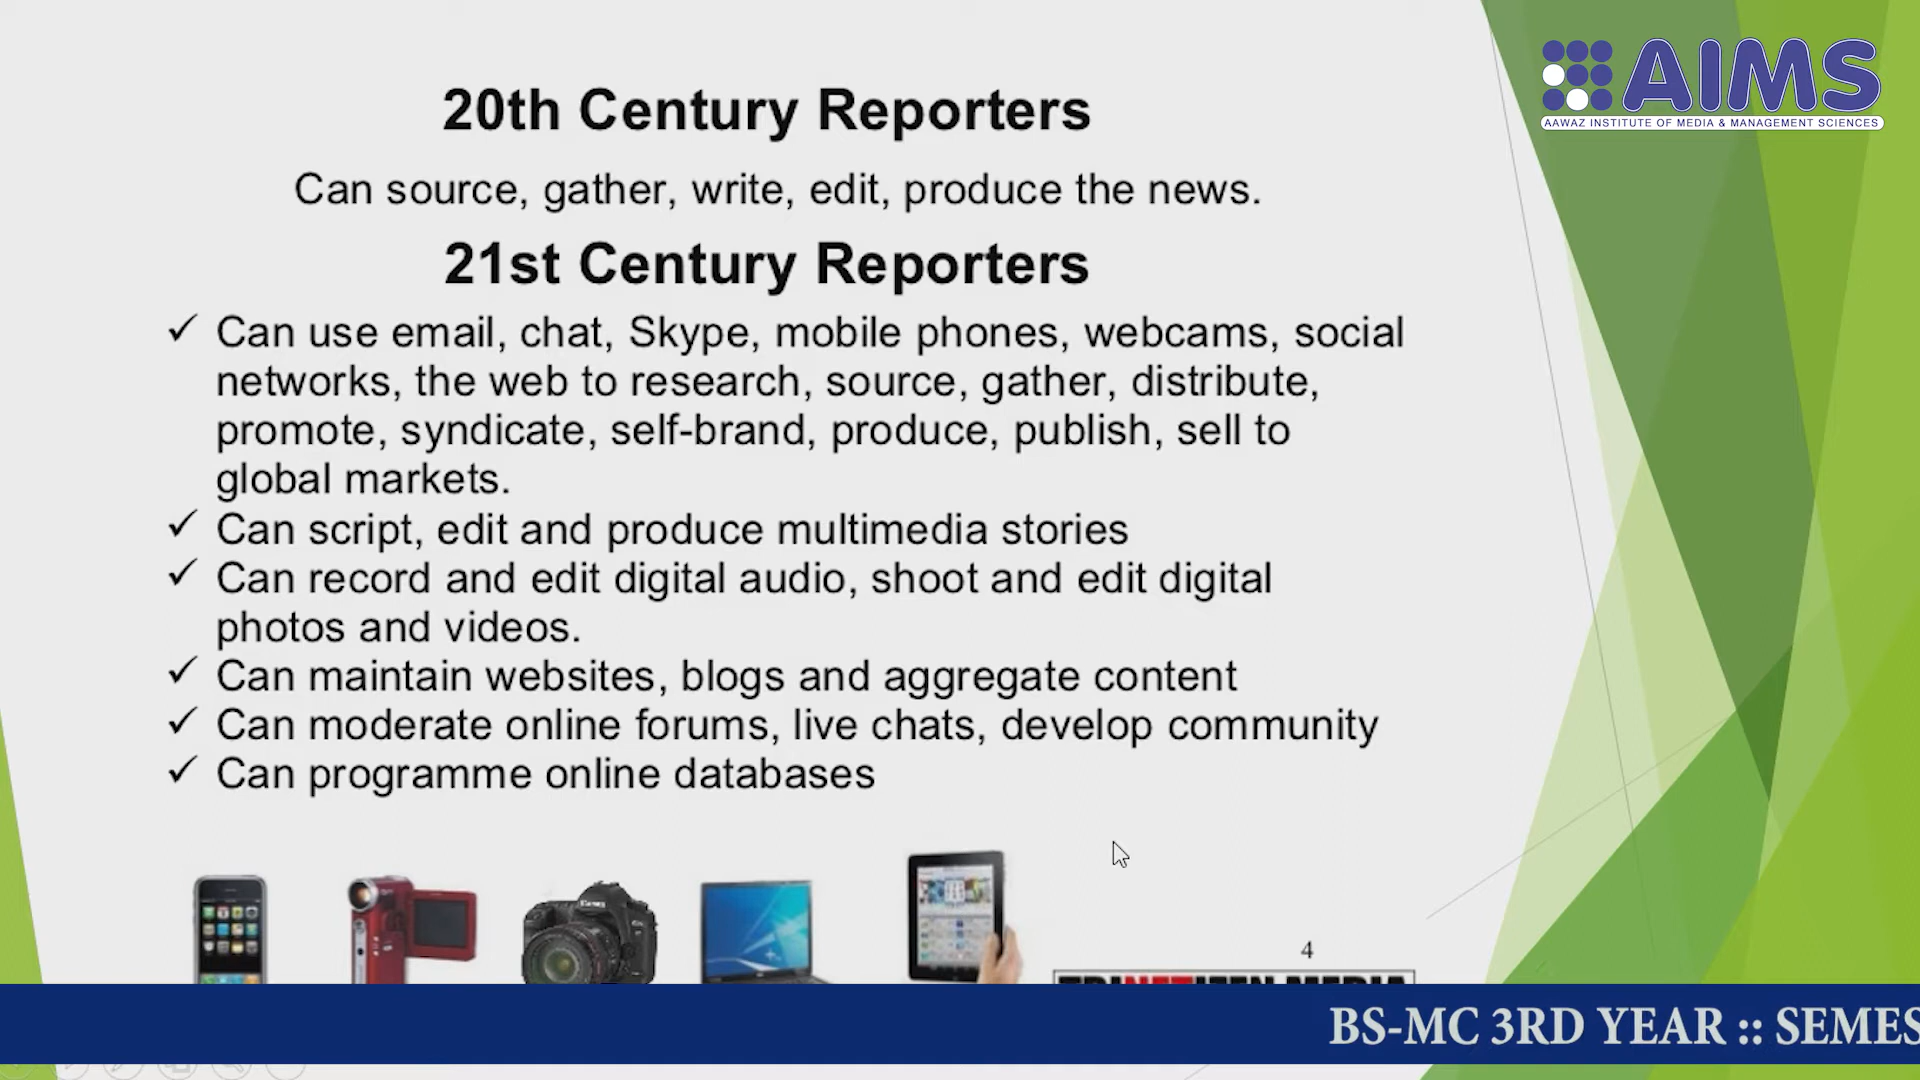 AIMS
AAWAZ INSTITUTE OF MEDIA & MANAGEMENT SCIENCES
20th Century Reporters
Can source, gather, write, edit, produce the news.
21st Century Reporters
✓ Can use email, chat, Skype, mobile phones, webcams, social
networks, the web to research, source, gather, distribute,
promote, syndicate, self-brand, produce, publish, sell to
global markets.
✓ Can script, edit and produce multimedia stories
✓ Can record and edit digital audio, shoot and edit digital
photos and videos.
✓ Can maintain websites, blogs and aggregate content
✓ Can moderate online forums, live chats, develop community
✓ Can programme online databases
4
BS-MC 3RD YEAR :: SEMES